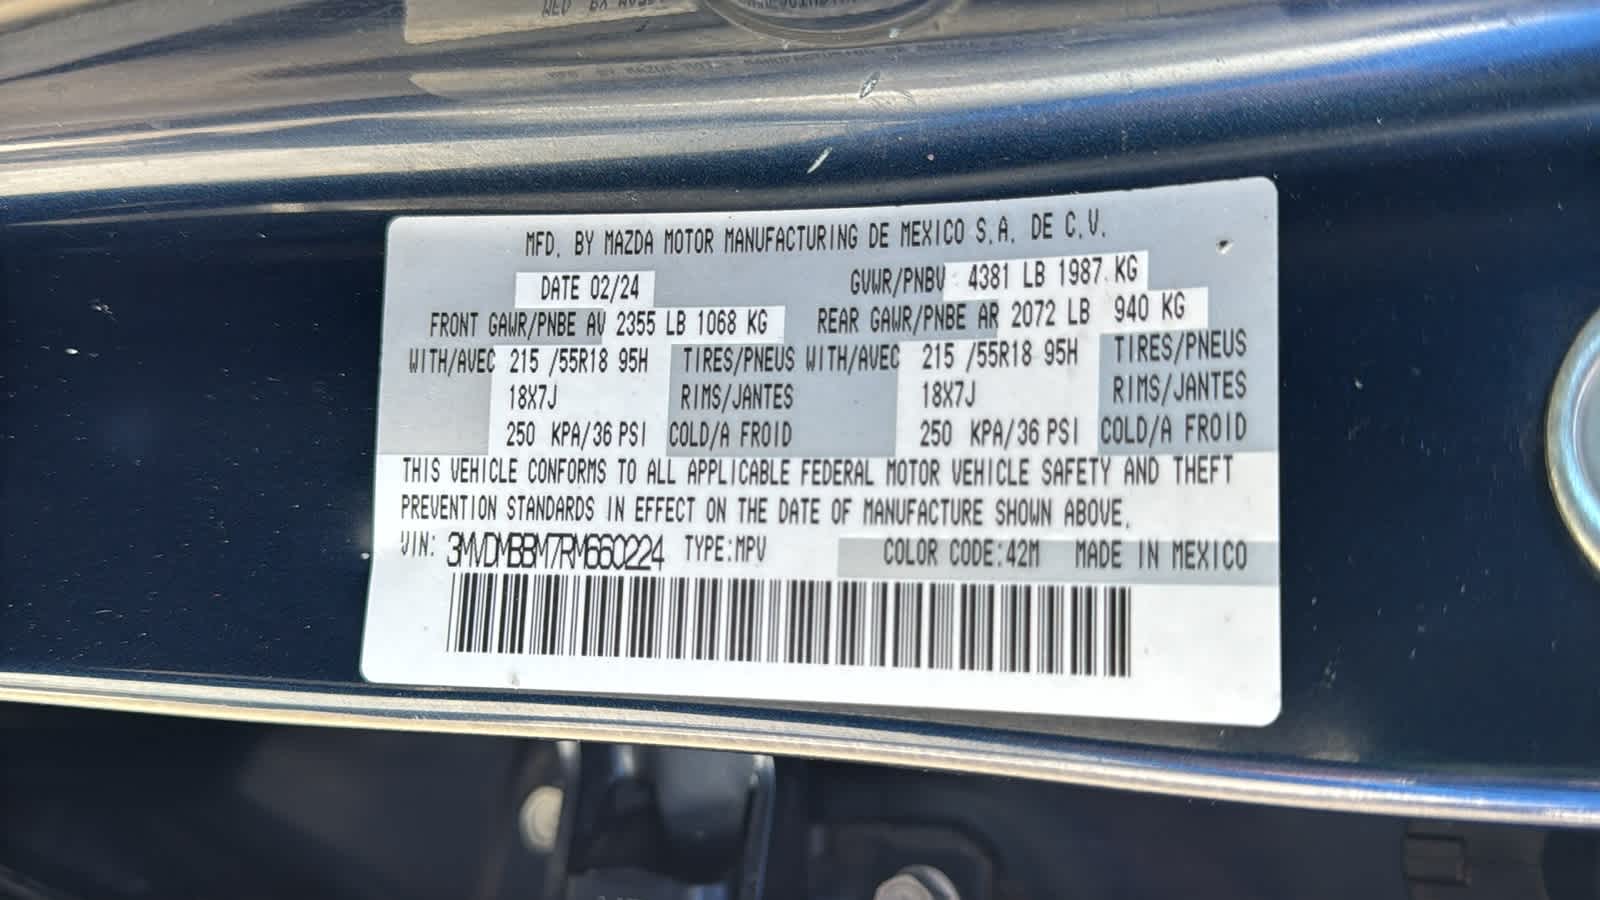 MFD. BY MAZDA MOTOR MANUFACTURING DE MEXICO S.A. DE C.V.
DATE 02/24 GVWR/PNBV 4381 LB 1987 KG
FRONT GAWR/PNBE AV 2355 LB 1068 KG REAR GAWR/PNBE AR 2072 LB 940 KG
WITH/AVEC 215 /55R18 95H TIRES/PNEUS WITH/AVEC 215 /55R18 95H TIRES/PNEUS
18X7J RIMS/JANTES 18X7J RIMS/JANTES
250 KPA/36 PSI COLD/A FROID 250 KPA/36 PSI COLD/A FROID
THIS VEHICLE CONFORMS TO ALL APPLICABLE FEDERAL MOTOR VEHICLE SAFETY AND THEFT
PREVENTION STANDARDS IN EFFECT ON THE DATE OF MANUFACTURE SHOWN ABOVE.
VIN: 3MVDMBBM7RM660224 TYPE:MPV COLOR CODE:42M MADE IN MEXICO